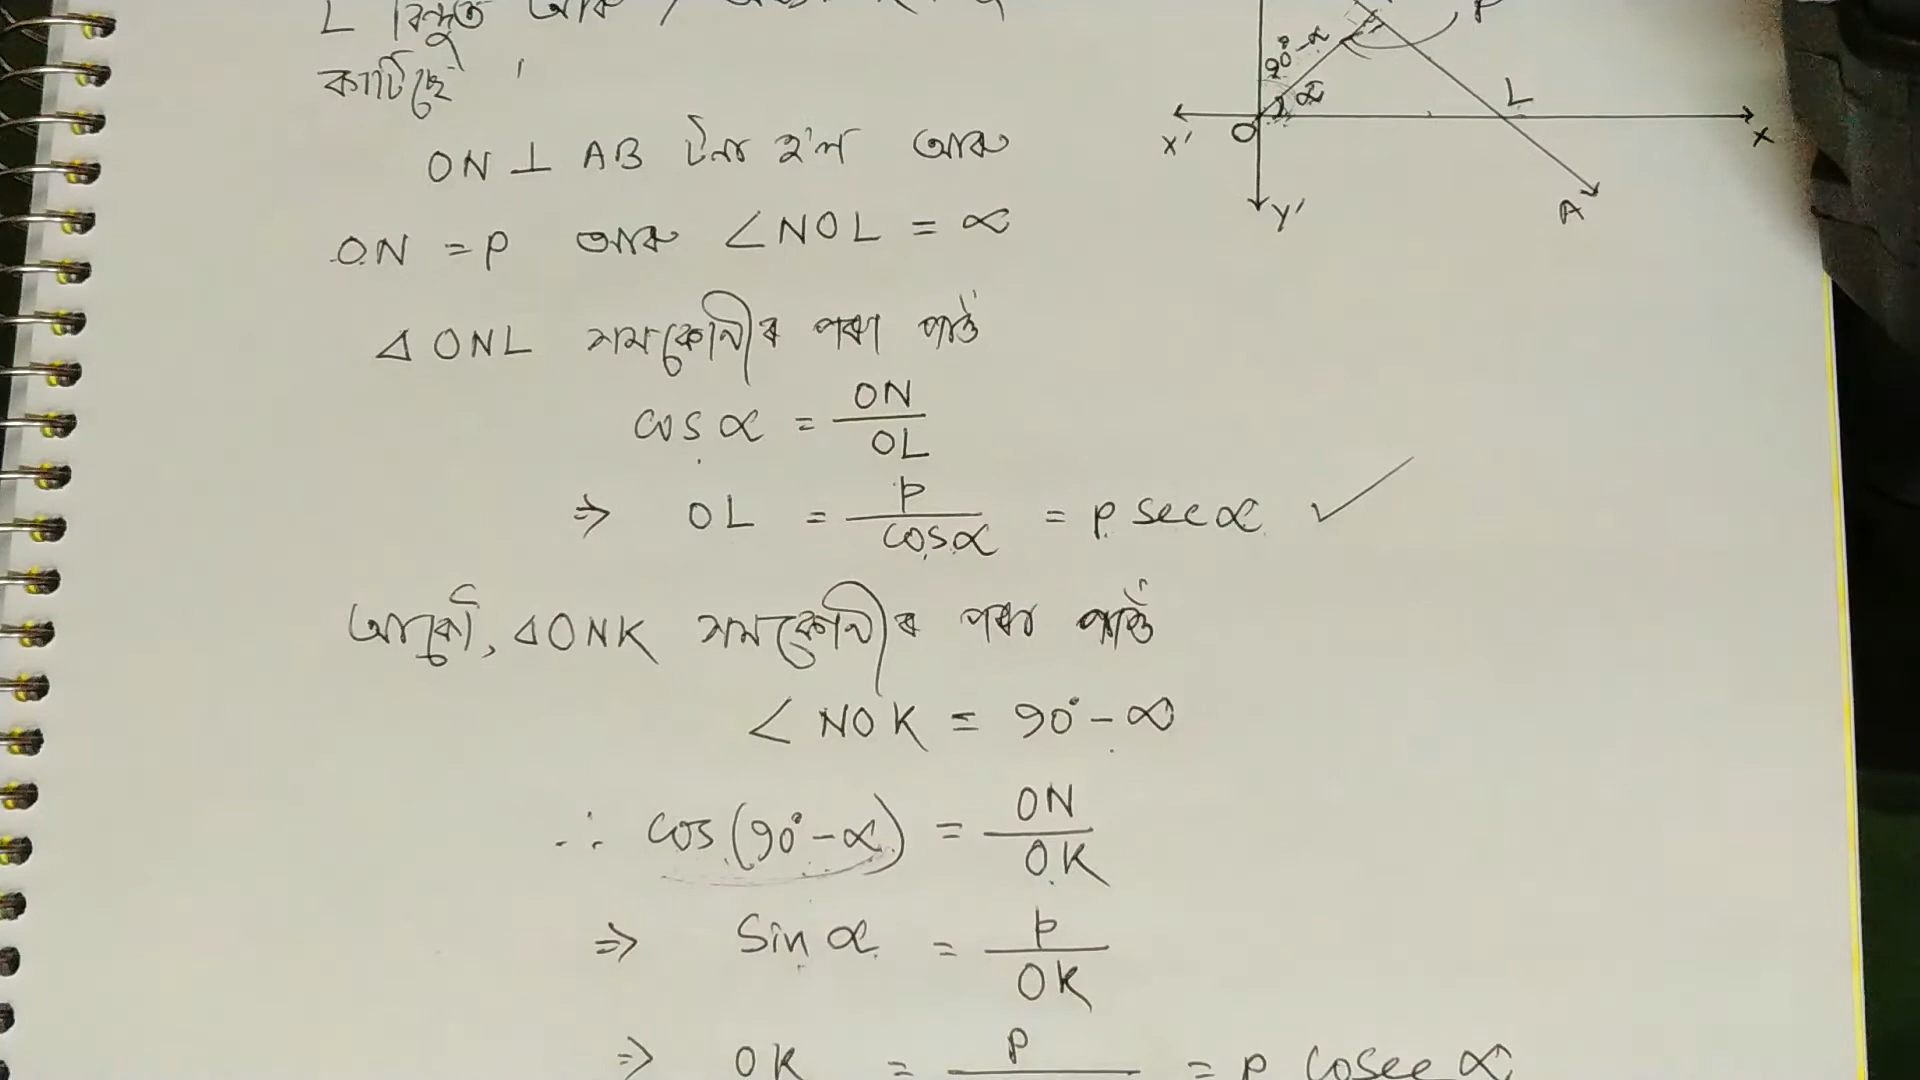 L বিন্দুত আৰু
কাটিছে ।
ON ⊥ AB টনা হ'ল আৰু
ON = p আৰু ∠NOL = α
Δ ONL সমকোণীৰ পৰা পাওঁ
cos α = ON / OL
⇒ OL = p / cos α = p sec α ✓
আকৌ, Δ ONK সমকোণীৰ পৰা পাওঁ
∠NOK = 90° - α
∴ cos (90° - α) = ON / OK
⇒ Sin α = p / OK
⇒ OK = p = p cosec α
P
90° - α
α
L
X' O X
Y' A